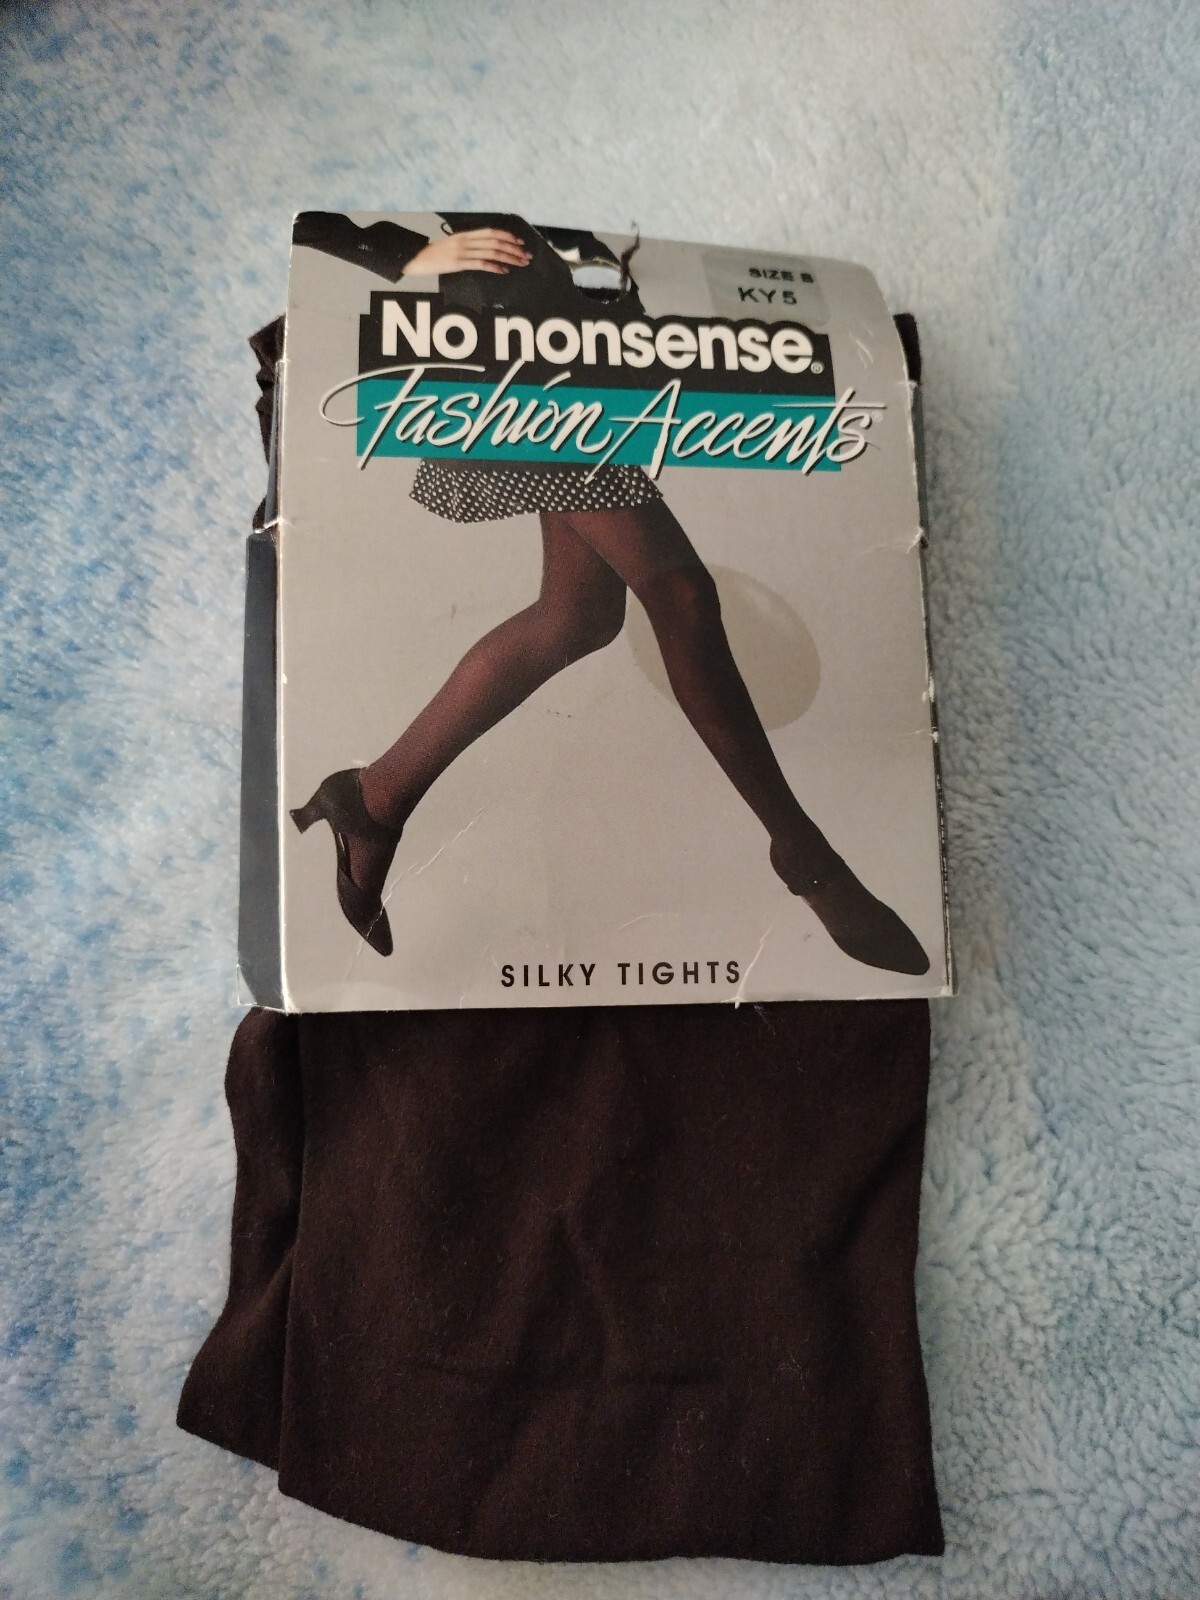 SIZE S
KY5
No nonsense®
Fashion Accents®
SILKY TIGHTS